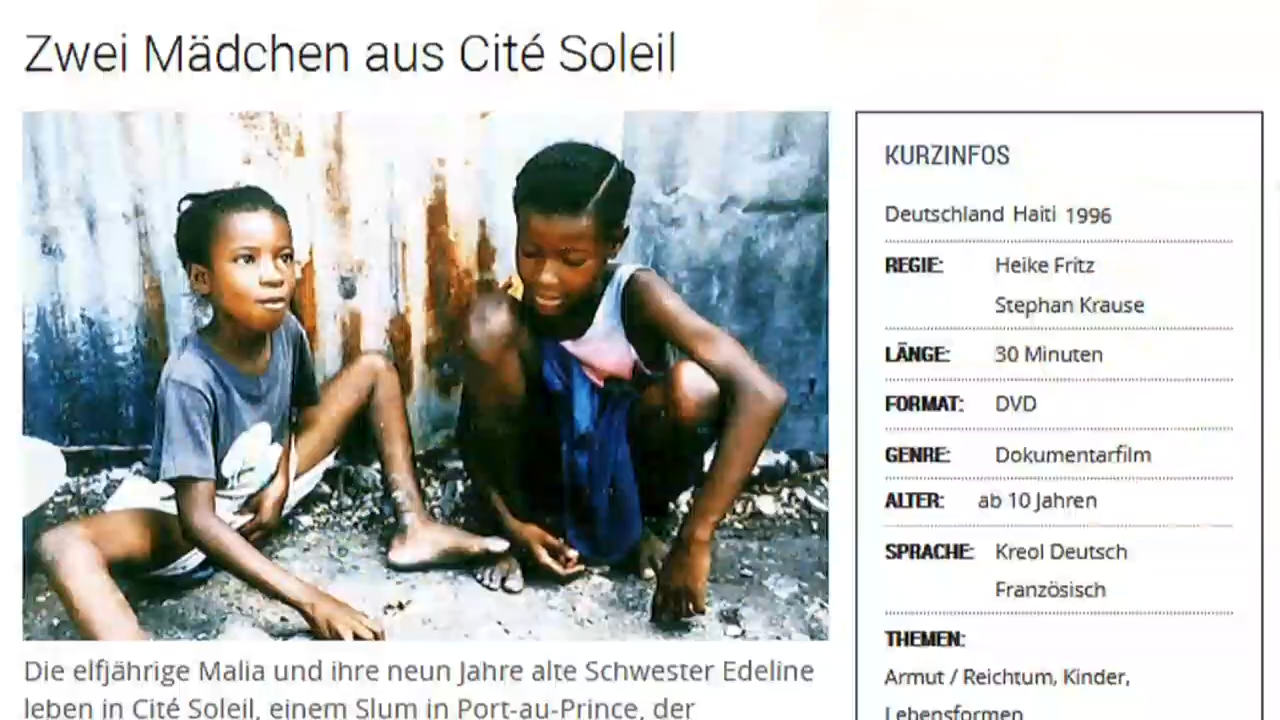 Zwei Mädchen aus Cité Soleil
Die elfjährige Malia und ihre neun Jahre alte Schwester Edeline
leben in Cité Soleil, einem Slum in Port-au-Prince, der
KURZINFOS
Deutschland Haiti 1996
REGIE: Heike Fritz
Stephan Krause
LÄNGE: 30 Minuten
FORMAT: DVD
GENRE: Dokumentarfilm
ALTER: ab 10 Jahren
SPRACHE: Kreol Deutsch
Französisch
THEMEN:
Armut / Reichtum, Kinder,
Lebensformen